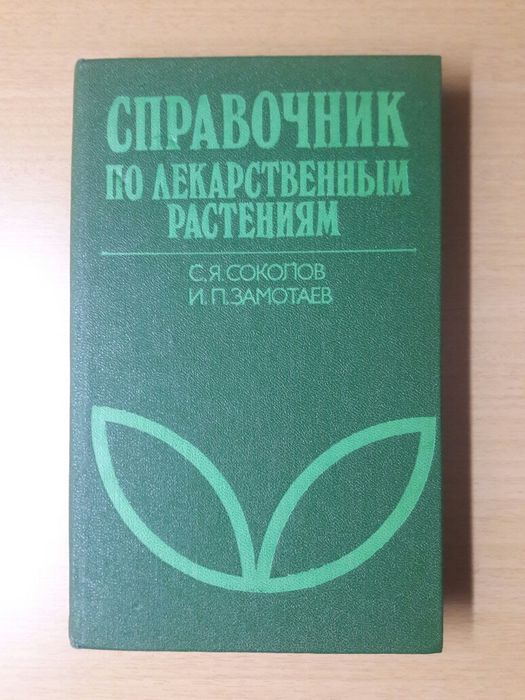 СПРАВОЧНИК
ПО ЛЕКАРСТВЕННЫМ
РАСТЕНИЯМ
С.Я.СОКОЛОВ
И.П.ЗАМОТАЕВ